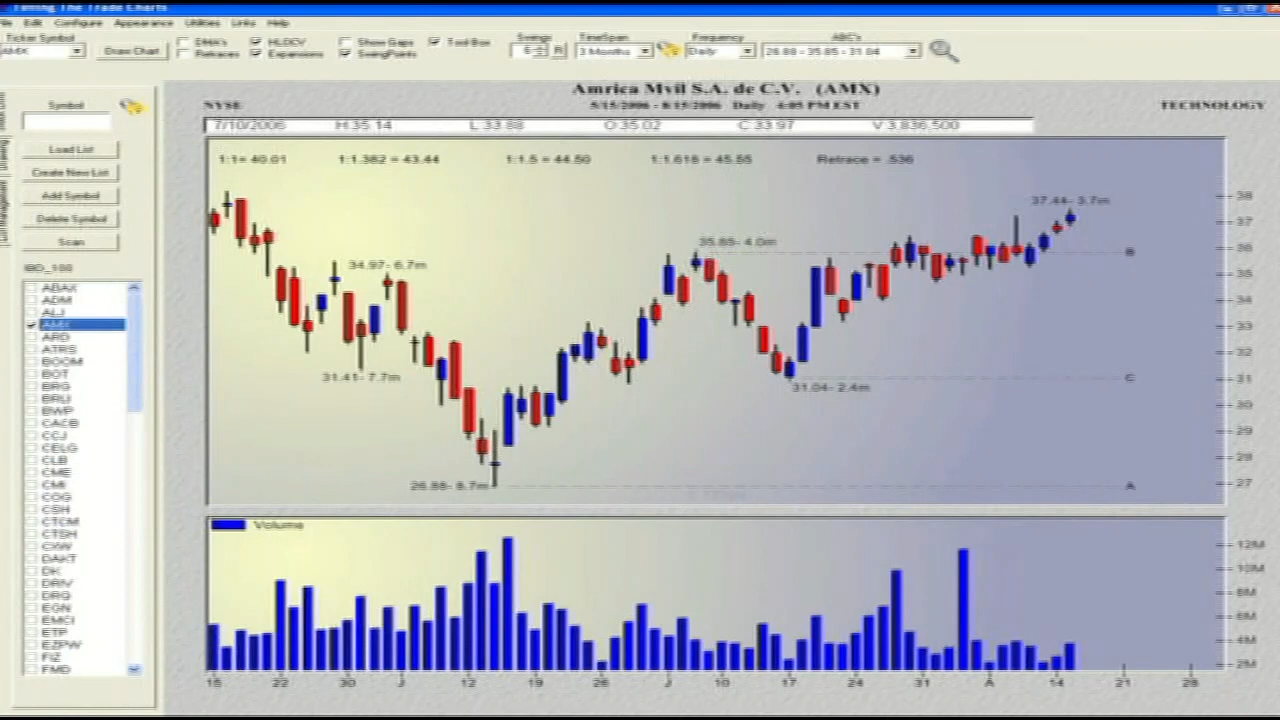 Timing The Trade Charts
File Edit Configure Appearance Utilities Links Help
Ticker Symbol
AMX
Draw Chart
DMA's HLOCV Show Gaps Tool Box
Retraces Expansions SwingPoints
Swings TimeSpan Frequency ABC's
3 Months Daily 26.88 - 35.85 - 31.04
Amrica Mvil S.A. de C.V. (AMX)
NYSE 5/15/2006 - 8/15/2006 Daily 4:05 PM EST TECHNOLOGY
7/10/2006 H:35.14 L:33.88 O:35.02 C:33.97 V:3,836,500
1:1= 40.01 1:1.382 = 43.44 1:1.5 = 44.50 1:1.618 = 45.55 Retrace = .536
Symbol
Load List
Create New List
Add Symbol
Delete Symbol
Scan
IBD_100
ABAX
ADM
ALJ
AMX
ARD
ATRS
BOOM
BOT
BRG
BRLI
BWP
CACB
CCJ
CELG
CLB
CME
CMI
COG
CSH
CTCM
CTSH
CXW
DAKT
DK
DRIV
DRQ
EGN
EMCI
ETP
EZPW
FIZ
FMD
37.44- 3.7m
35.85- 4.0m
34.97- 6.7m
31.41- 7.7m
31.04- 2.4m
26.88- 8.7m
B
C
A
38
37
36
35
34
33
32
31
30
29
28
27
Volume
12M
10M
8M
6M
4M
2M
15 22 30 J 12 19 26 J 10 17 24 31 A 14 21 28